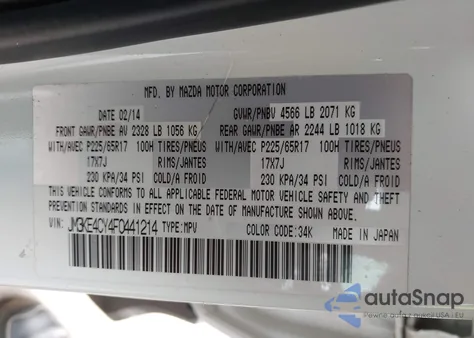 MFD. BY MAZDA MOTOR CORPORATION
DATE 02/14 GVWR/PNBV 4566 LB 2071 KG
FRONT GAWR/PNBE AV 2328 LB 1056 KG REAR GAWR/PNBE AR 2244 LB 1018 KG
WITH/AVEC P225/65R17 100H TIRES/PNEUS WITH/AVEC P225/65R17 100H TIRES/PNEUS
17X7J RIMS/JANTES 17X7J RIMS/JANTES
230 KPA/34 PSI COLD/A FROID 230 KPA/34 PSI COLD/A FROID
THIS VEHICLE CONFORMS TO ALL APPLICABLE FEDERAL MOTOR VEHICLE SAFETY AND THEFT
PREVENTION STANDARDS IN EFFECT ON THE DATE OF MANUFACTURE SHOWN ABOVE.
VIN: JM3KE4CY4F0441214 TYPE:MPV COLOR CODE:34K MADE IN JAPAN
autoSnap
Pewne auto z aukcji USA i EU